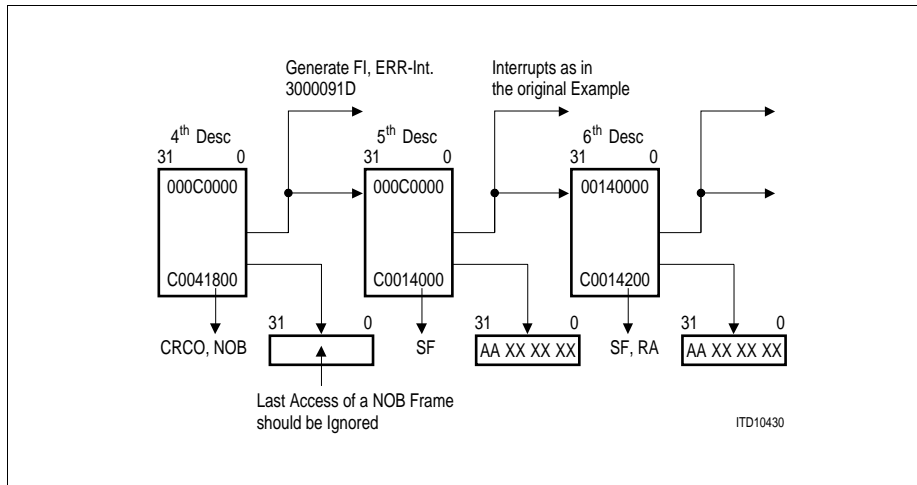 Generate FI, ERR-Int.
3000091D
Interrupts as in
the original Example
4th Desc
31 0
000C0000
C0041800
CRCO, NOB
5th Desc
31 0
000C0000
C0014000
SF
6th Desc
31 0
00140000
C0014200
SF, RA
31 0
31 0
AA XX XX XX
31 0
AA XX XX XX
Last Access of a NOB Frame
should be Ignored
ITD10430